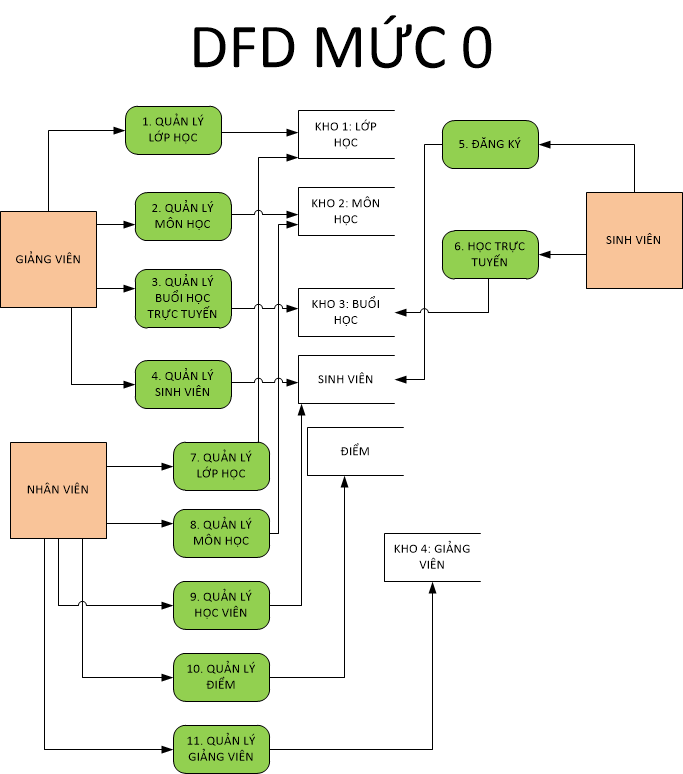 DFD MỨC 0
1. QUẢN LÝ
LỚP HỌC
KHO 1: LỚP
HỌC
5. ĐĂNG KÝ
2. QUẢN LÝ
MÔN HỌC
KHO 2: MÔN
HỌC
GIẢNG VIÊN
6. HỌC TRỰC
TUYẾN
SINH VIÊN
3. QUẢN LÝ
BUỔI HỌC
TRỰC TUYẾN
KHO 3: BUỔI
HỌC
4. QUẢN LÝ
SINH VIÊN
SINH VIÊN
NHÂN VIÊN
7. QUẢN LÝ
LỚP HỌC
ĐIỂM
8. QUẢN LÝ
MÔN HỌC
KHO 4: GIẢNG
VIÊN
9. QUẢN LÝ
HỌC VIÊN
10. QUẢN LÝ
ĐIỂM
11. QUẢN LÝ
GIẢNG VIÊN